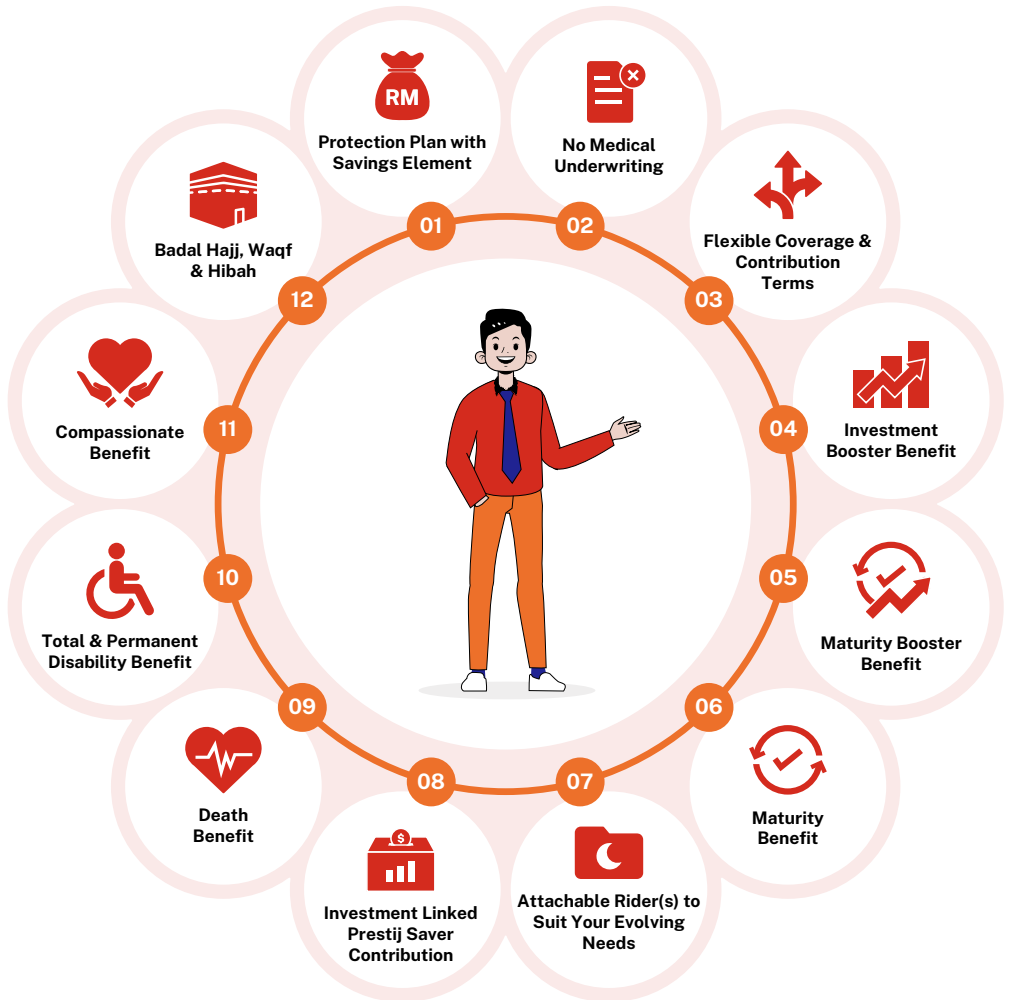 RM
Protection Plan with
Savings Element
01
No Medical
Underwriting
02
Flexible Coverage &
Contribution
Terms
03
Investment
Booster Benefit
04
Maturity Booster
Benefit
05
Maturity
Benefit
06
Attachable Rider(s) to
Suit Your Evolving
Needs
07
$
Investment Linked
Prestij Saver
Contribution
08
Death
Benefit
09
Total & Permanent
Disability Benefit
10
Compassionate
Benefit
11
Badal Hajj, Waqf
& Hibah
12